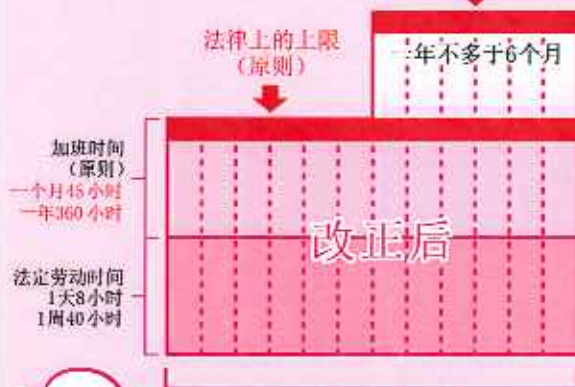 法律上的上限
（原则）
一年不多于6个月
加班时间
（原则）
一个月45小时
一年360小时
改正后
法定劳动时间
1天8小时
1周40小时